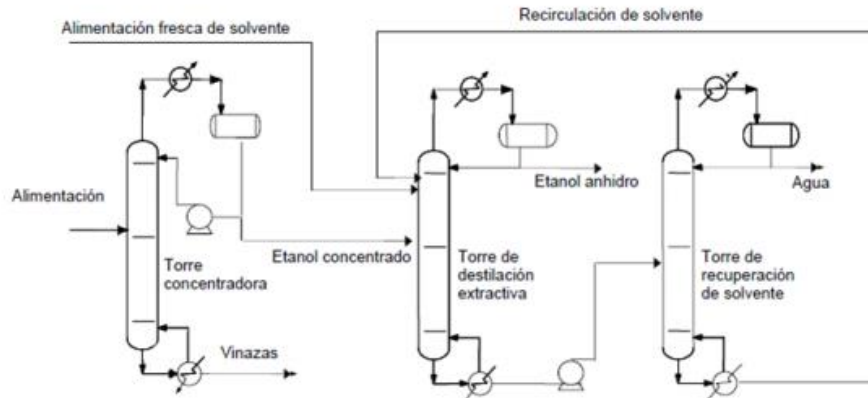 Alimentación fresca de solvente
Recirculación de solvente
Alimentación
Etanol anhidro
Agua
Etanol concentrado
Torre
concentradora
Torre de
destilación
extractiva
Torre de
recuperación
de solvente
Vinazas